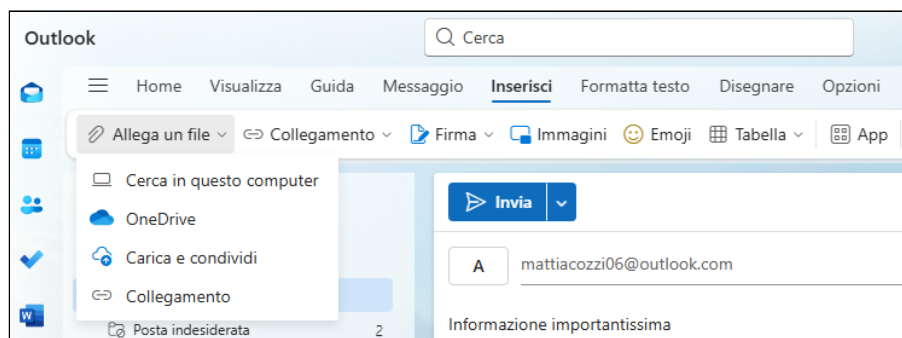 Outlook
Cerca
Home Visualizza Guida Messaggio Inserisci Formatta testo Disegnare Opzioni
Allega un file Collegamento Firma Immagini Emoji Tabella App
Cerca in questo computer
OneDrive
Carica e condividi
Collegamento
Posta indesiderata 2
Invia
A mattiacozzi06@outlook.com
Informazione importantissima